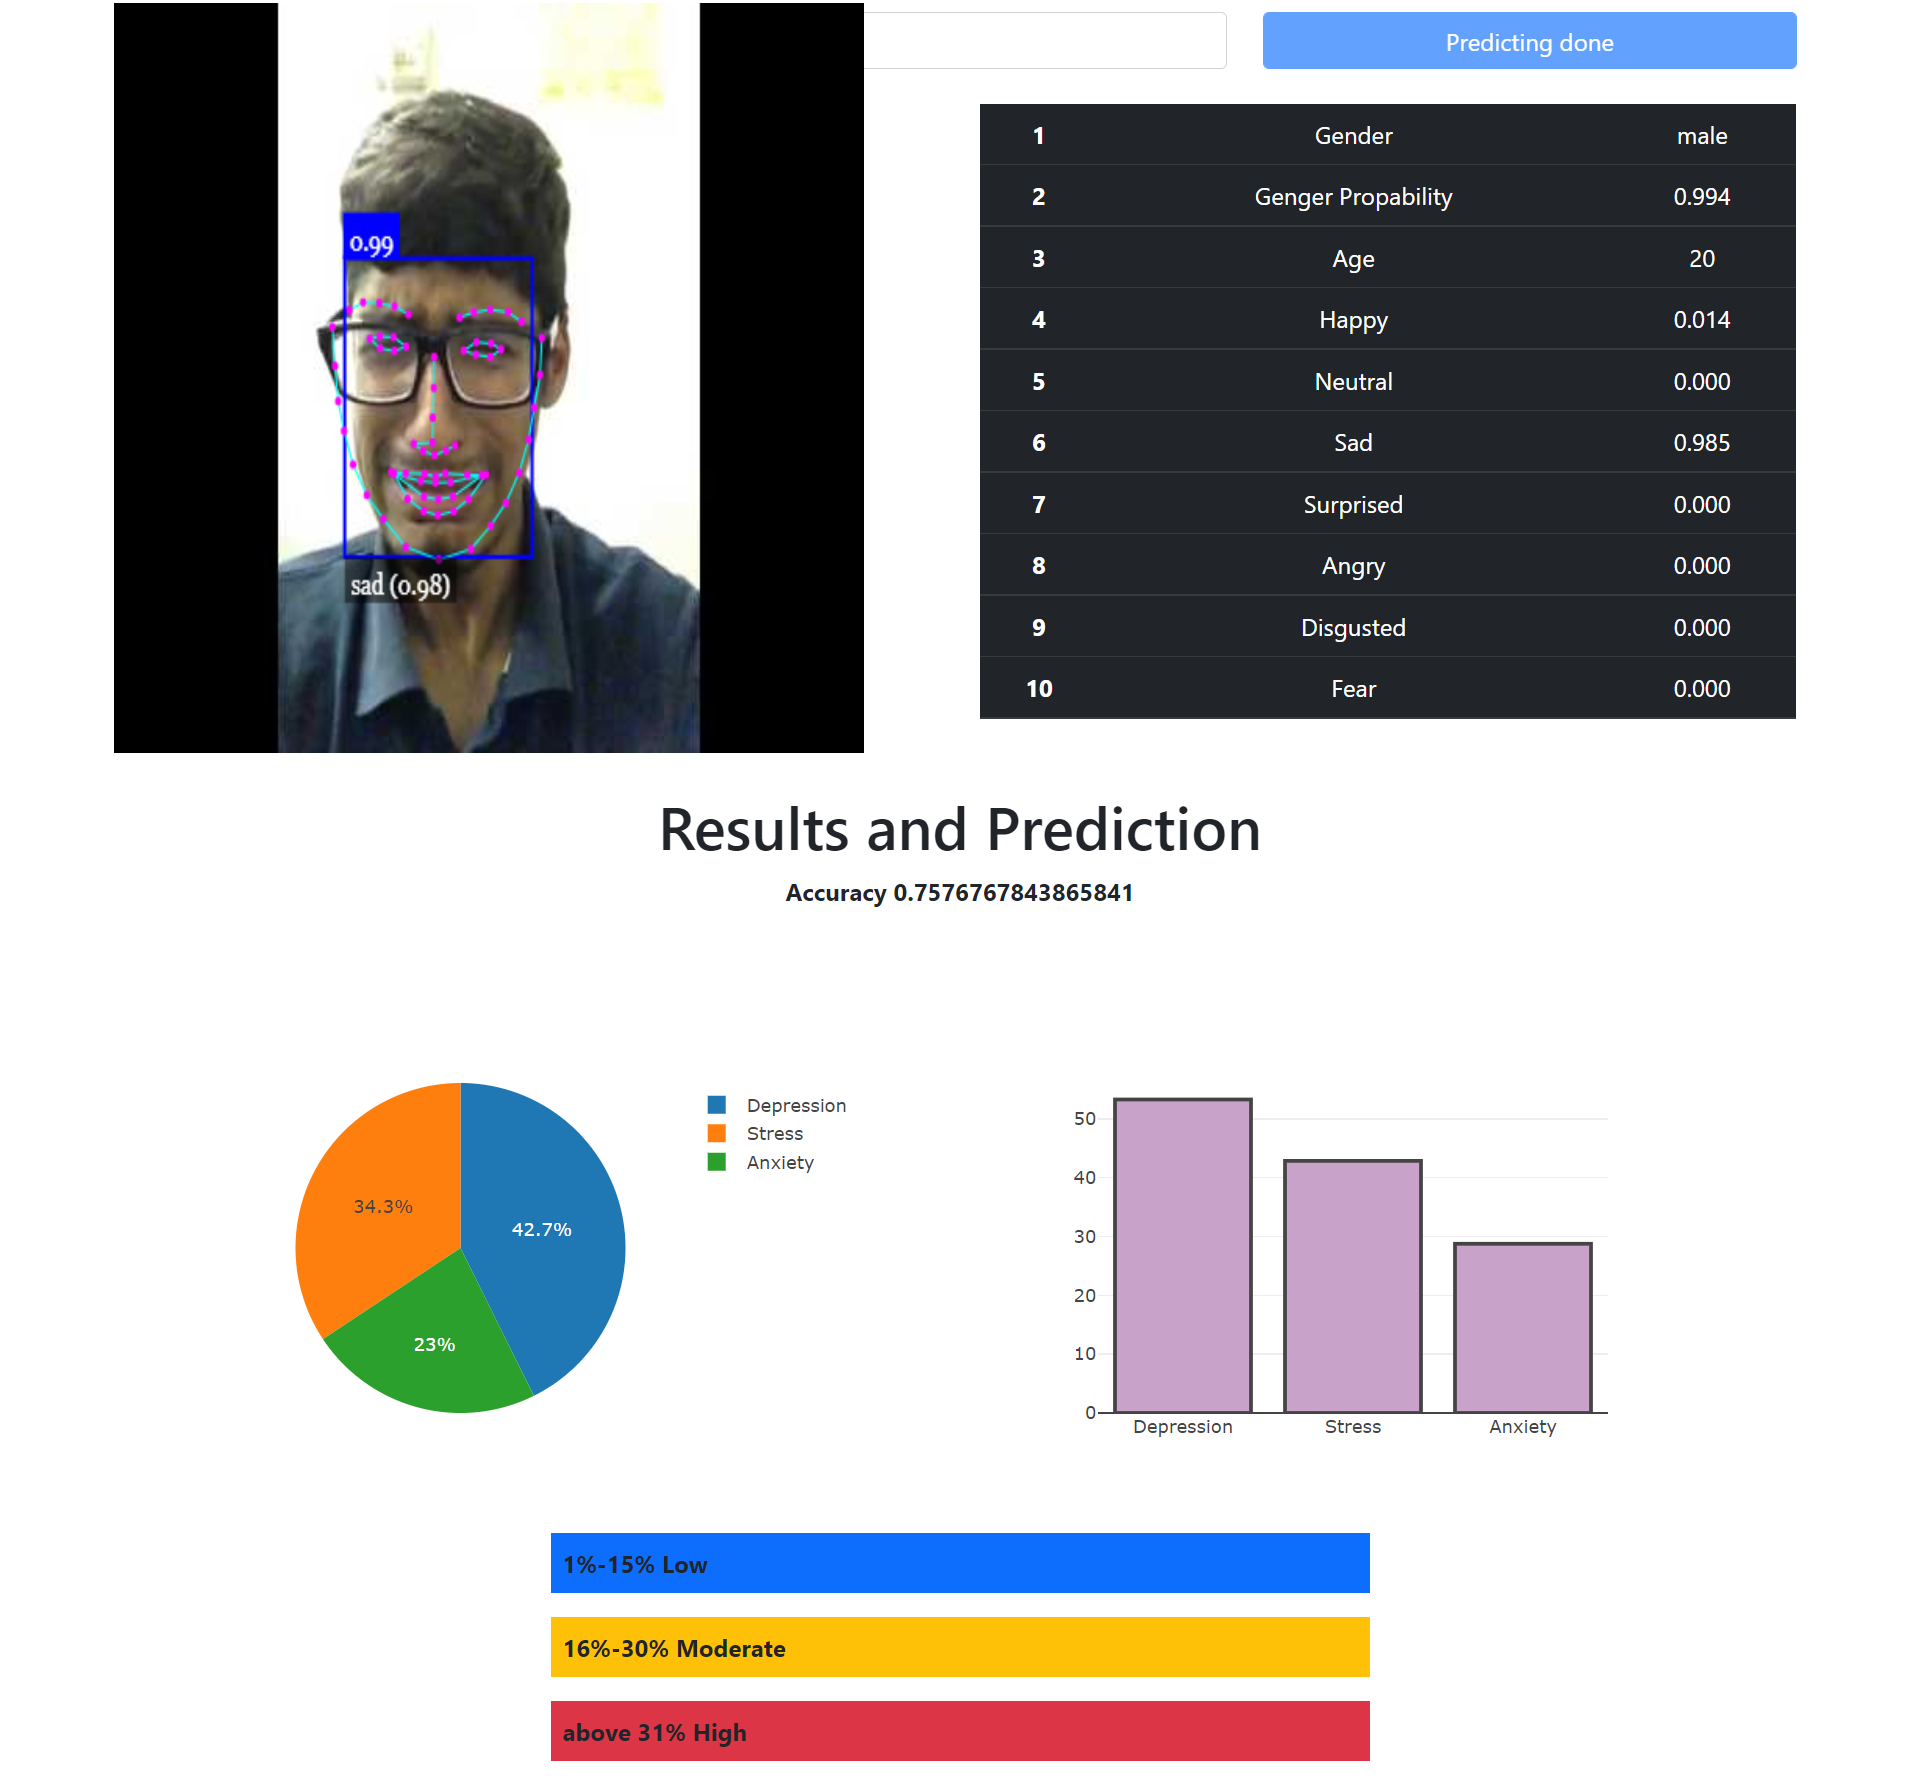 Predicting done
0.99
sad (0.98)
1 Gender male
2 Genger Propability 0.994
3 Age 20
4 Happy 0.014
5 Neutral 0.000
6 Sad 0.985
7 Surprised 0.000
8 Angry 0.000
9 Disgusted 0.000
10 Fear 0.000
Results and Prediction
Accuracy 0.7576767843865841
42.7%
34.3%
23%
Depression
Stress
Anxiety
50
40
30
20
10
0
Depression Stress Anxiety
1%-15% Low
16%-30% Moderate
above 31% High